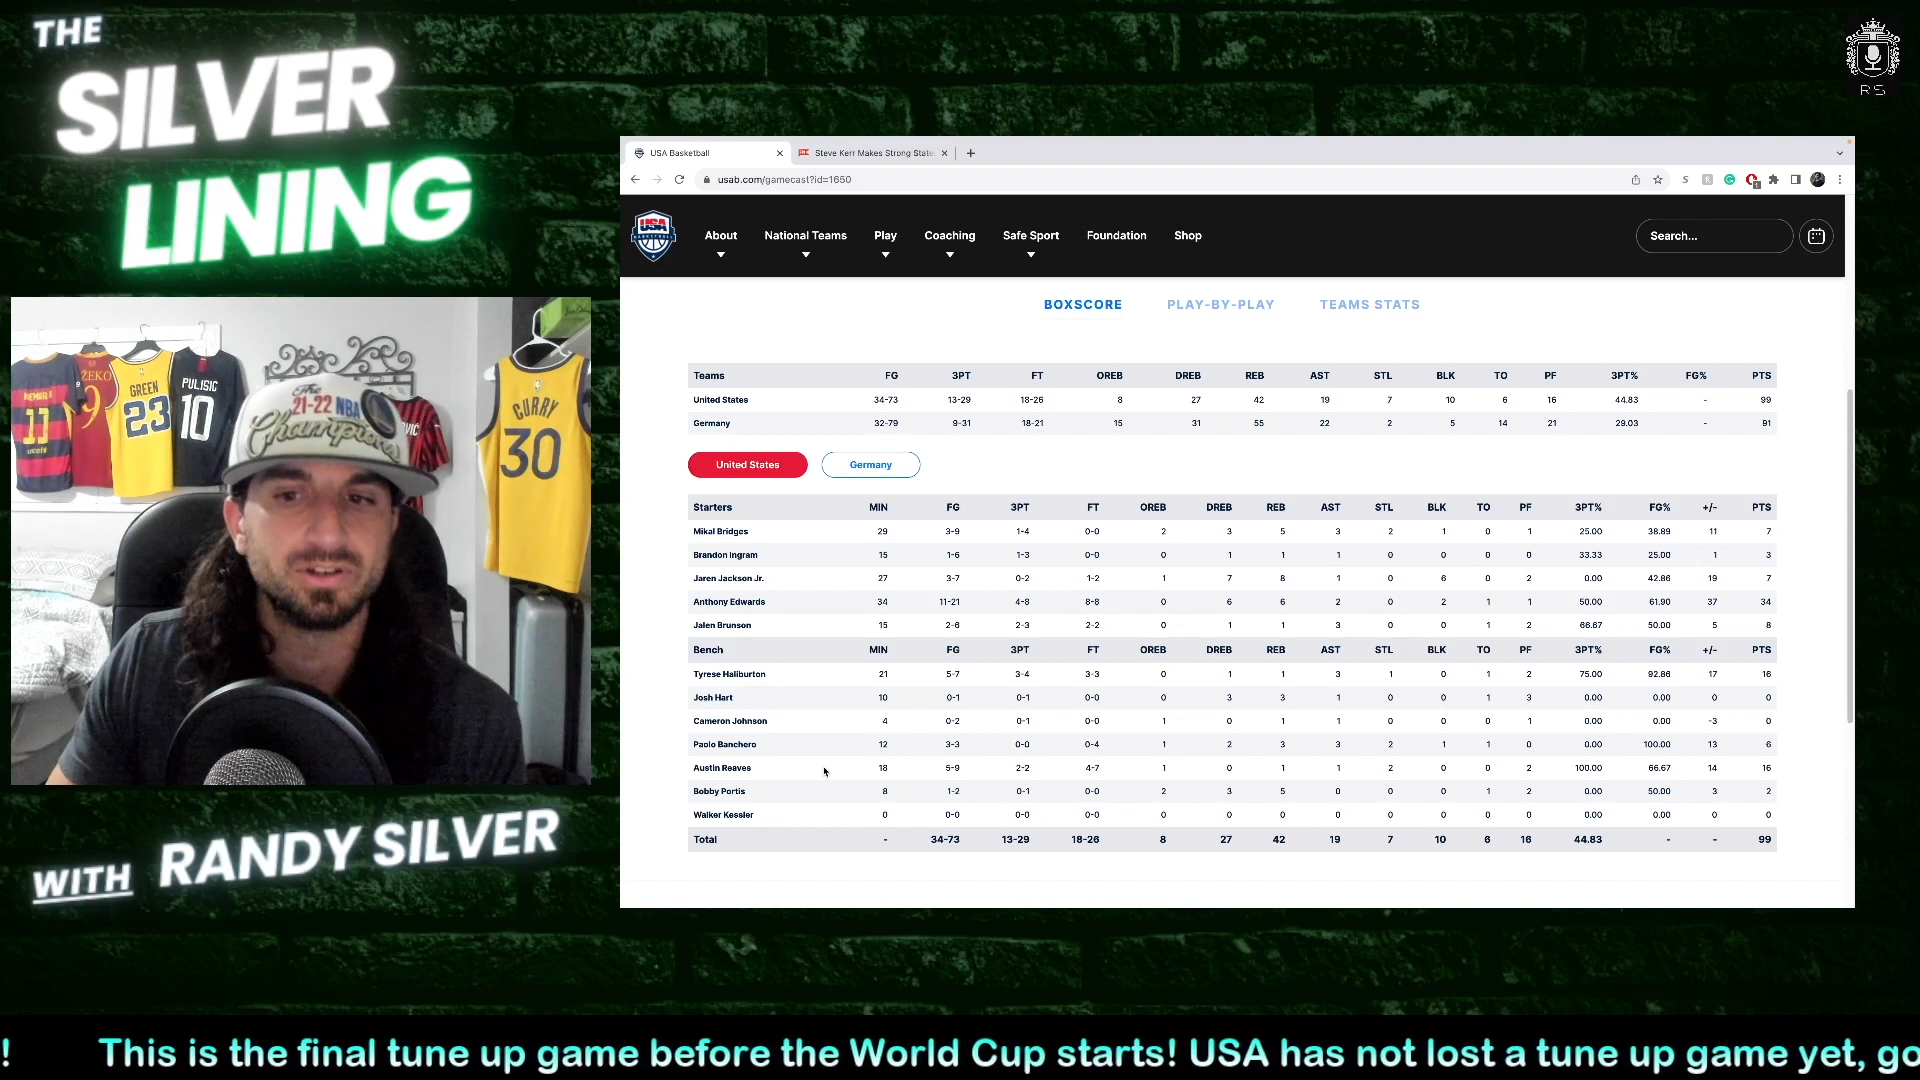 THE
SILVER
LINING
RS
USA Basketball
Steve Kerr Makes Strong State
usab.com/gamecast?id=1650
USA
About National Teams Play Coaching Safe Sport Foundation Shop
Search...
BOXSCORE PLAY-BY-PLAY TEAMS STATS
Teams FG 3PT FT OREB DREB REB AST STL BLK TO PF 3PT% FG% PTS
United States 34-73 13-29 18-26 8 27 42 19 7 10 6 16 44.83 - 99
Germany 32-79 9-31 18-21 15 31 55 22 2 5 14 21 29.03 - 91
United States Germany
Starters MIN FG 3PT FT OREB DREB REB AST STL BLK TO PF 3PT% FG% +/- PTS
Mikal Bridges 29 3-9 1-4 0-0 2 3 5 3 2 1 0 1 25.00 38.89 11 7
Brandon Ingram 15 1-6 1-3 0-0 0 1 1 1 0 0 0 0 33.33 25.00 1 3
Jaren Jackson Jr. 27 3-7 0-2 1-2 1 7 8 1 0 6 0 2 0.00 42.86 19 7
Anthony Edwards 34 11-21 4-8 8-8 0 6 6 2 0 2 1 1 50.00 61.90 37 34
Jalen Brunson 15 2-6 2-3 2-2 0 1 1 3 0 0 1 2 66.67 50.00 5 8
Bench MIN FG 3PT FT OREB DREB REB AST STL BLK TO PF 3PT% FG% +/- PTS
Tyrese Haliburton 21 5-7 3-4 3-3 0 1 1 3 1 0 1 2 75.00 92.86 17 16
Josh Hart 10 0-1 0-1 0-0 0 3 3 1 0 0 1 3 0.00 0.00 0 0
Cameron Johnson 4 0-2 0-1 0-0 1 0 1 1 0 0 0 1 0.00 0.00 -3 0
Paolo Banchero 12 3-3 0-0 0-4 1 2 3 3 2 1 1 0 0.00 100.00 13 6
Austin Reaves 18 5-9 2-2 4-7 1 0 1 1 2 0 0 2 100.00 66.67 14 16
Bobby Portis 8 1-2 0-1 0-0 2 3 5 0 0 0 1 2 0.00 50.00 3 2
Walker Kessler 0 0-0 0-0 0-0 0 0 0 0 0 0 0 0 0.00 0.00 0 0
Total - 34-73 13-29 18-26 8 27 42 19 7 10 6 16 44.83 - - 99
11
9
GREEN
23
PULISIC
10
The
21-22 NBA
Champions
CURRY
30
WITH RANDY SILVER
! This is the final tune up game before the World Cup starts! USA has not lost a tune up game yet, go